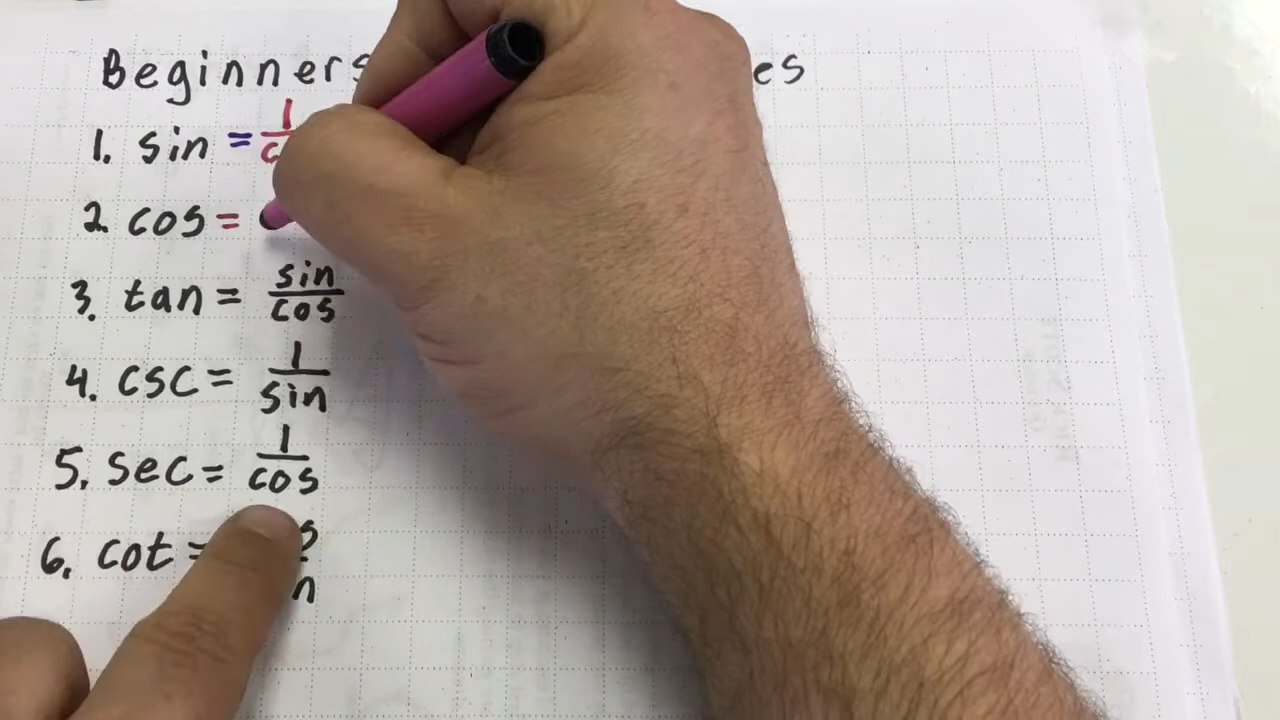 Beginners
1. sin = 1
2. cos =
3. tan = sin/cos
4. csc = 1/sin
5. sec = 1/cos
6. cot =